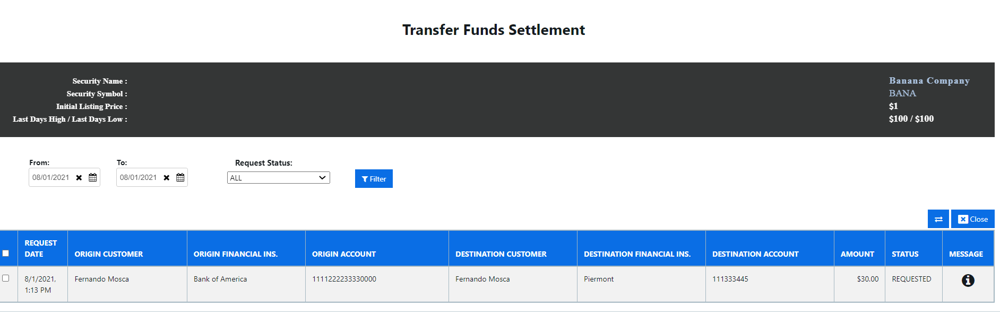 Transfer Funds Settlement
Security Name : Banana Company
Security Symbol : BANA
Initial Listing Price : $1
Last Days High / Last Days Low : $100 / $100
From: To: Request Status:
08/01/2021 08/01/2021 ALL Filter
Close
REQUEST DATE ORIGIN CUSTOMER ORIGIN FINANCIAL INS. ORIGIN ACCOUNT DESTINATION CUSTOMER DESTINATION FINANCIAL INS. DESTINATION ACCOUNT AMOUNT STATUS MESSAGE
8/1/2021, 1:13 PM Fernando Mosca Bank of America 1111222233330000 Fernando Mosca Piermont 111333445 $30.00 REQUESTED